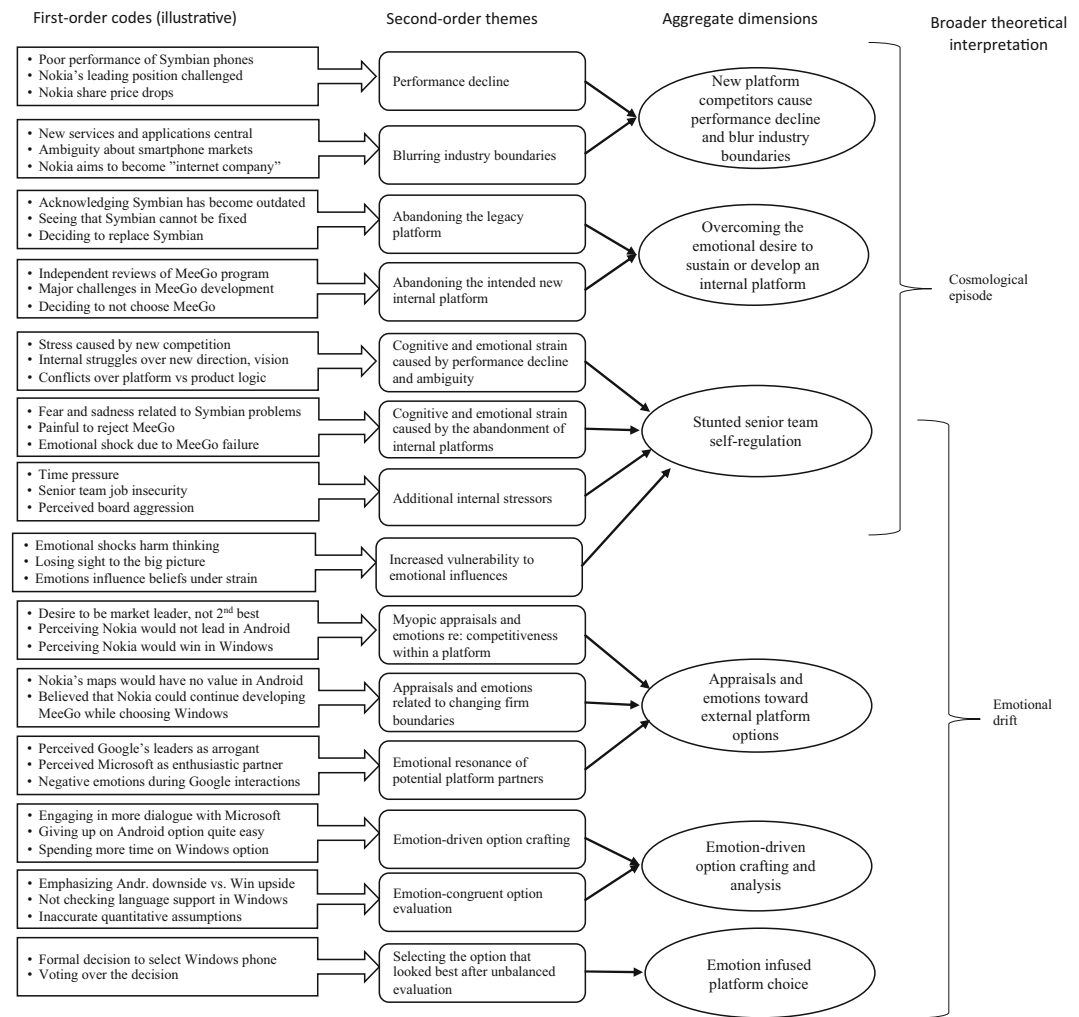 First-order codes (illustrative)
Second-order themes
Aggregate dimensions
Broader theoretical
interpretation
• Poor performance of Symbian phones
• Nokia's leading position challenged
• Nokia share price drops
Performance decline
• New services and applications central
• Ambiguity about smartphone markets
• Nokia aims to become ”internet company”
Blurring industry boundaries
New platform
competitors cause
performance decline
and blur industry
boundaries
• Acknowledging Symbian has become outdated
• Seeing that Symbian cannot be fixed
• Deciding to replace Symbian
Abandoning the legacy
platform
• Independent reviews of MeeGo program
• Major challenges in MeeGo development
• Deciding to not choose MeeGo
Abandoning the intended new
internal platform
Overcoming the
emotional desire to
sustain or develop an
internal platform
Cosmological
episode
• Stress caused by new competition
• Internal struggles over new direction, vision
• Conflicts over platform vs product logic
Cognitive and emotional strain
caused by performance decline
and ambiguity
• Fear and sadness related to Symbian problems
• Painful to reject MeeGo
• Emotional shock due to MeeGo failure
Cognitive and emotional strain
caused by the abandonment of
internal platforms
• Time pressure
• Senior team job insecurity
• Perceived board aggression
Additional internal stressors
• Emotional shocks harm thinking
• Losing sight to the big picture
• Emotions influence beliefs under strain
Increased vulnerability to
emotional influences
Stunted senior team
self-regulation
• Desire to be market leader, not 2nd best
• Perceiving Nokia would not lead in Android
• Perceiving Nokia would win in Windows
Myopic appraisals and
emotions re: competitiveness
within a platform
• Nokia's maps would have no value in Android
• Believed that Nokia could continue developing
MeeGo while choosing Windows
Appraisals and emotions
related to changing firm
boundaries
• Perceived Google's leaders as arrogant
• Perceived Microsoft as enthusiastic partner
• Negative emotions during Google interactions
Emotional resonance of
potential platform partners
Appraisals and
emotions toward
external platform
options
Emotional
drift
• Engaging in more dialogue with Microsoft
• Giving up on Android option quite easy
• Spending more time on Windows option
Emotion-driven option crafting
• Emphasizing Andr. downside vs. Win upside
• Not checking language support in Windows
• Inaccurate quantitative assumptions
Emotion-congruent option
evaluation
Emotion-driven
option crafting and
analysis
• Formal decision to select Windows phone
• Voting over the decision
Selecting the option that
looked best after unbalanced
evaluation
Emotion infused
platform choice